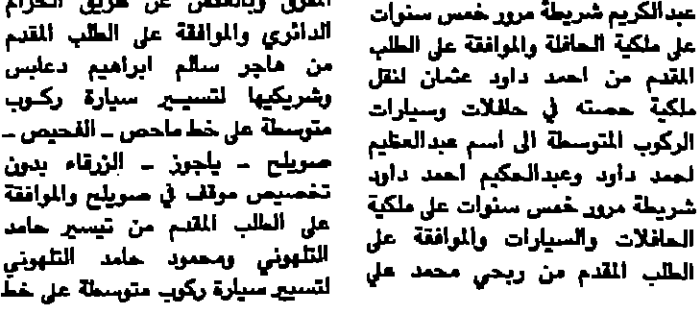 عبدالكريم شريطة مرور خمس سنوات
على ملكية الحافلة والموافقة على الطلب
المقدم من احمد داود عثمان لنقل
ملكية حصته في حافلات وسيارات
الركوب المتوسطة الى اسم عبدالعظيم
احمد داود وعبدالحكيم احمد داود
شريطة مرور خمس سنوات على ملكية
الحافلات والسيارات والموافقة على
الطلب المقدم من ربحي محمد علي
المفرق وبالعكس عن طريق الحزام
الدائري والموافقة على الطلب المقدم
من هاجر سالم ابراهيم دعابس
وشريكيها لتسيير سيارة ركوب
متوسطة على خط ماحص ـ الفحيص ـ
صويلح ـ ياجوز ـ الزرقاء بدون
تخصيص موقف في صويلح والموافقة
على الطلب المقدم من تيسير حامد
التلهوني ومحمود حامد التلهوني
لتسيير سيارة ركوب متوسطة على خط